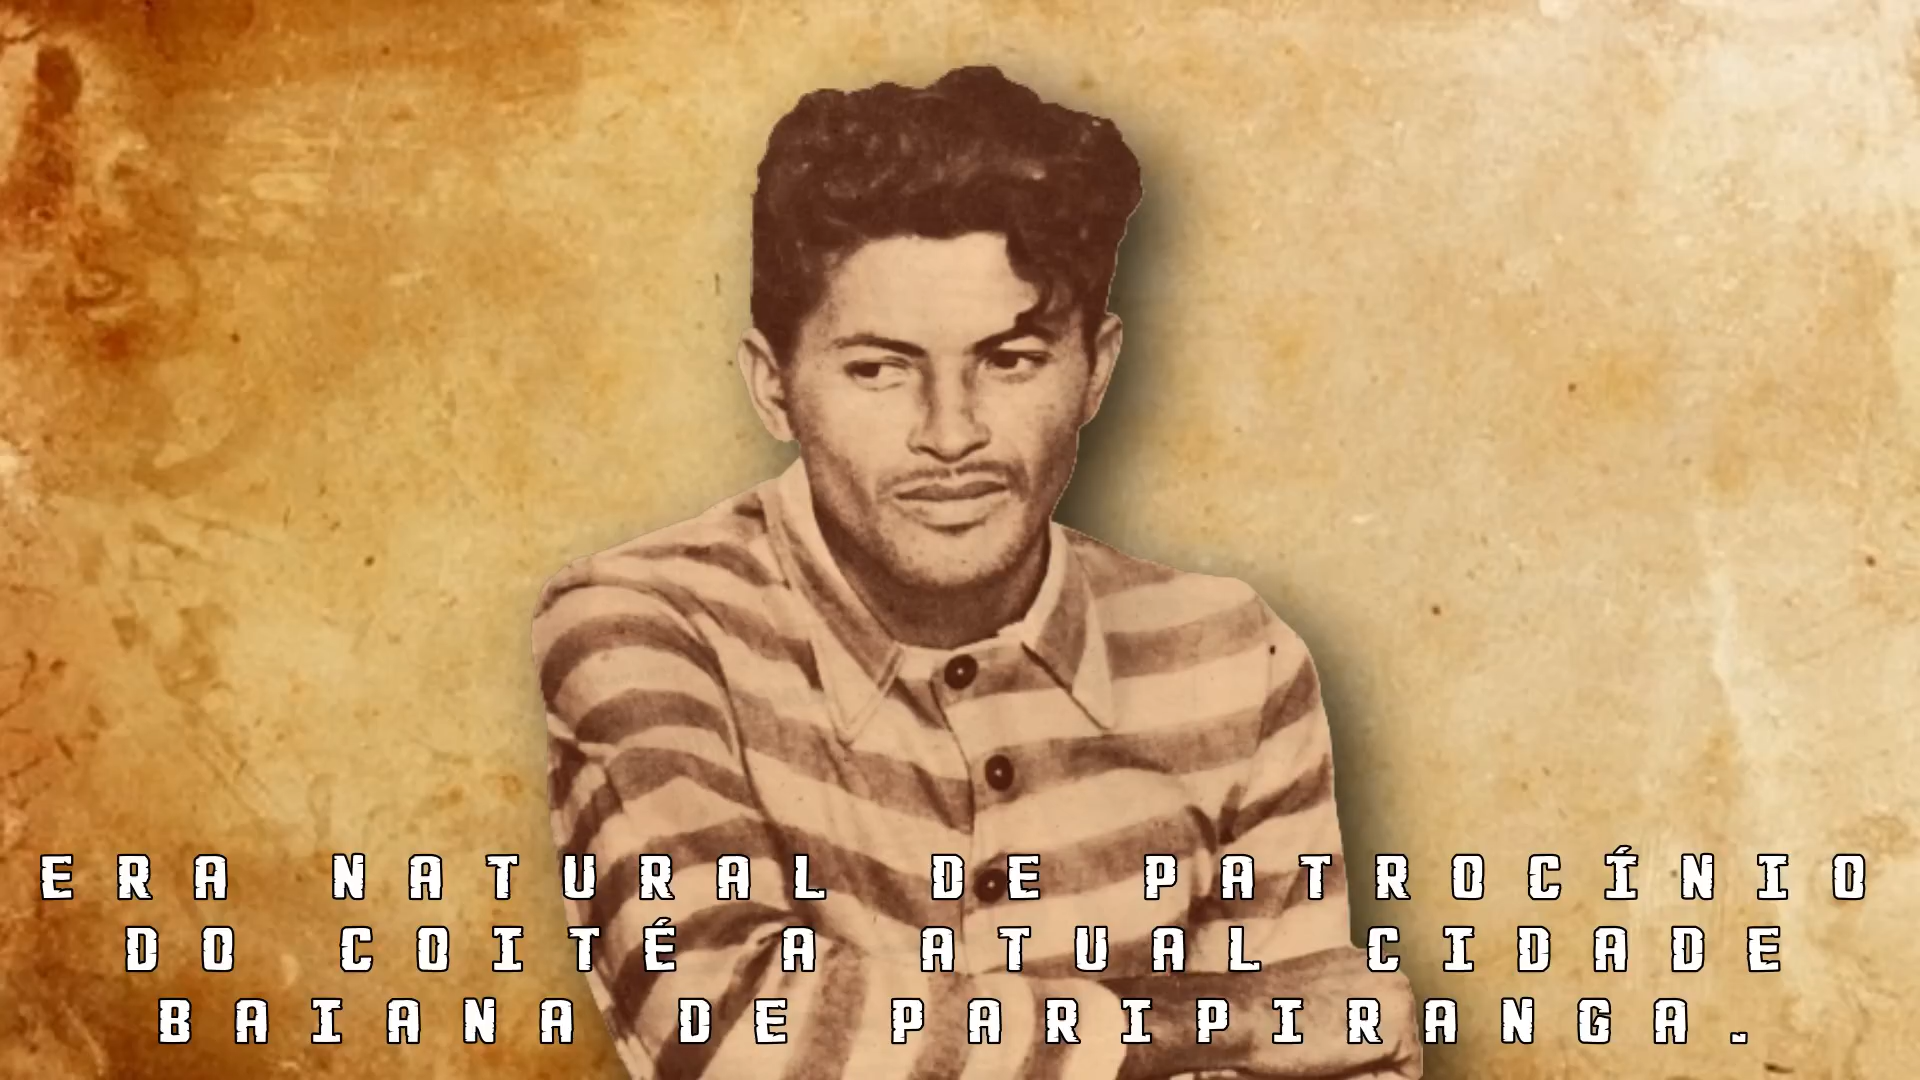 ERA NATURAL DE PATROCÍNIO
DO COITÉ A ATUAL CIDADE
BAIANA DE PARIPIRANGA.